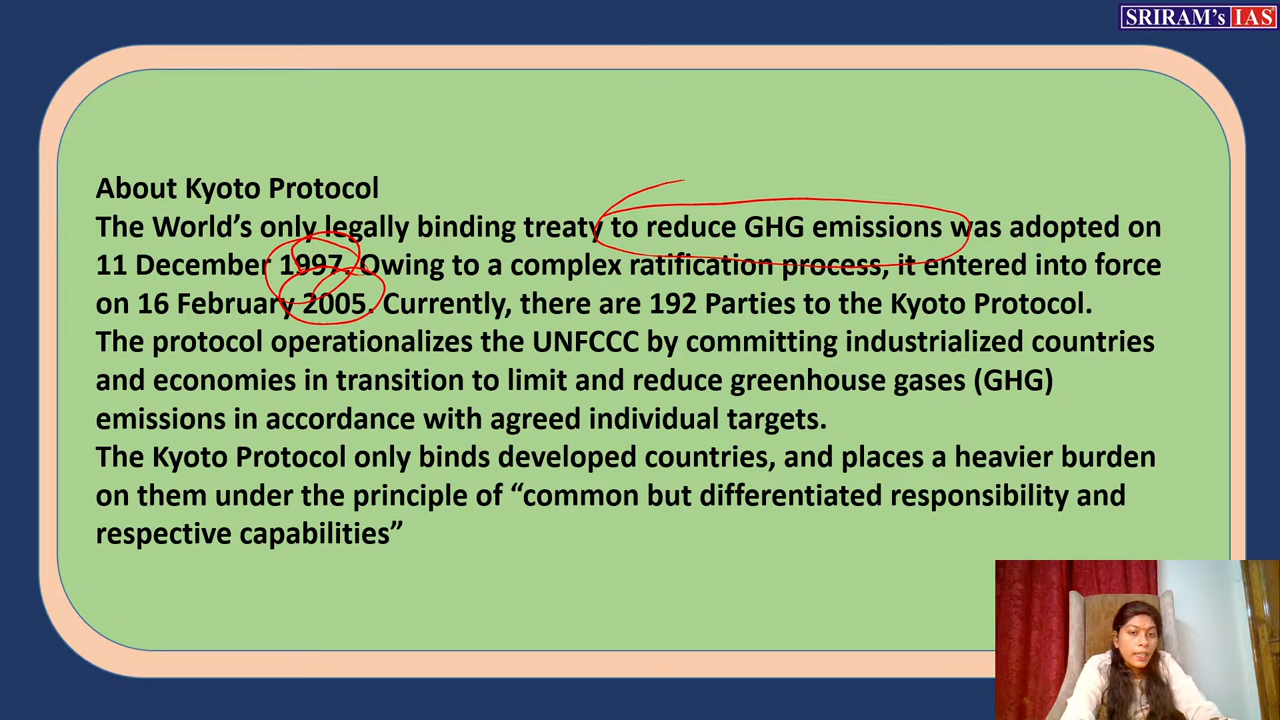 SRIRAM's IAS
About Kyoto Protocol
The World's only legally binding treaty to reduce GHG emissions was adopted on
11 December 1997. Owing to a complex ratification process, it entered into force
on 16 February 2005. Currently, there are 192 Parties to the Kyoto Protocol.
The protocol operationalizes the UNFCCC by committing industrialized countries
and economies in transition to limit and reduce greenhouse gases (GHG)
emissions in accordance with agreed individual targets.
The Kyoto Protocol only binds developed countries, and places a heavier burden
on them under the principle of “common but differentiated responsibility and
respective capabilities”